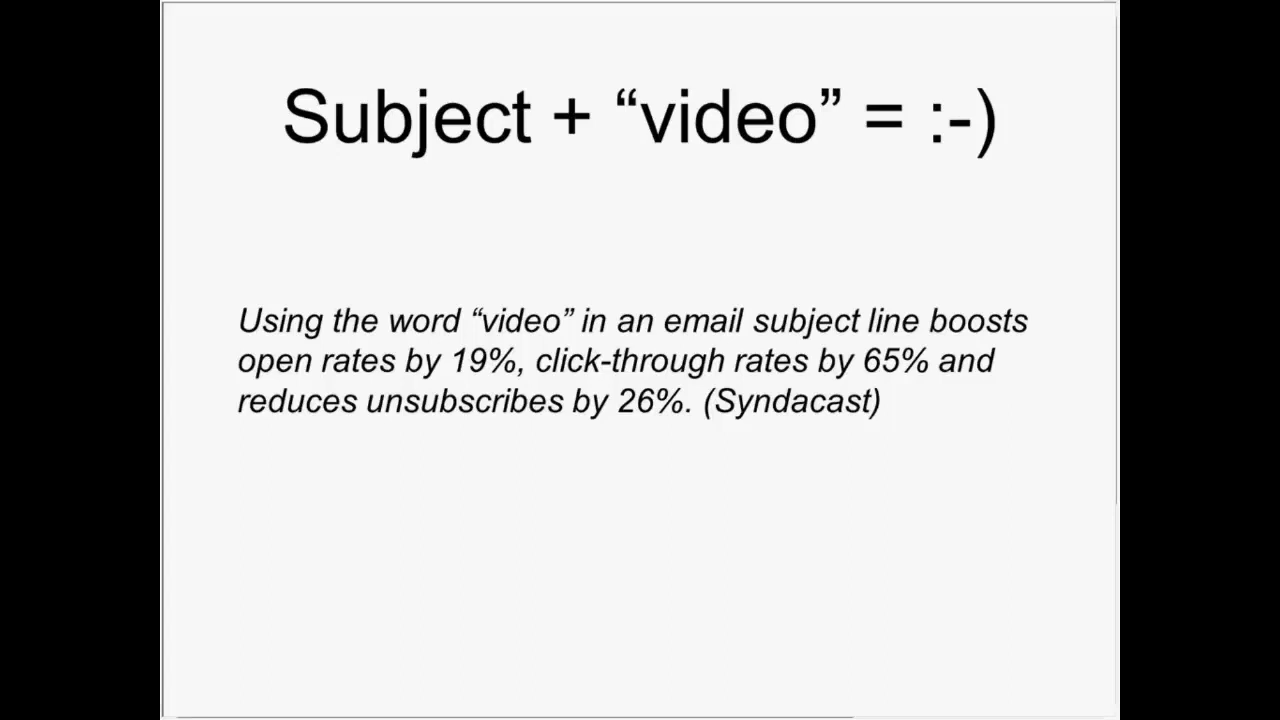 Subject + “video” = :-)
Using the word “video” in an email subject line boosts
open rates by 19%, click-through rates by 65% and
reduces unsubscribes by 26%. (Syndacast)